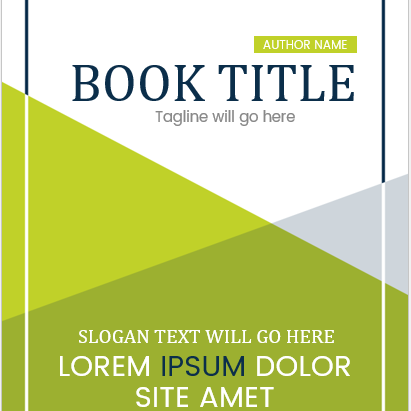 AUTHOR NAME
BOOK TITLE
Tagline will go here
SLOGAN TEXT WILL GO HERE
LOREM IPSUM DOLOR
SITE AMET